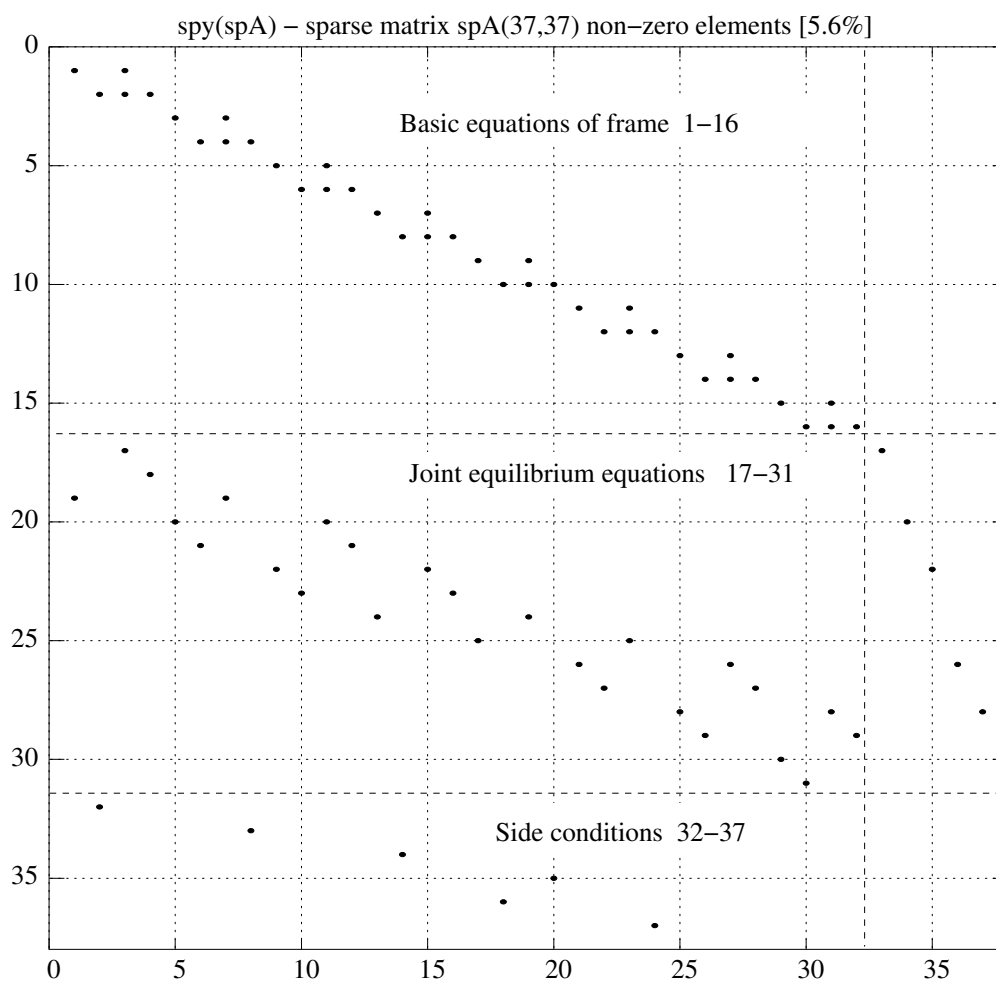 spy(spA) − sparse matrix spA(37,37) non−zero elements [5.6%]
0
Basic equations of frame 1−16
5
10
15
Joint equilibrium equations 17−31
20
25
30
Side conditions 32−37
35
0 5 10 15 20 25 30 35